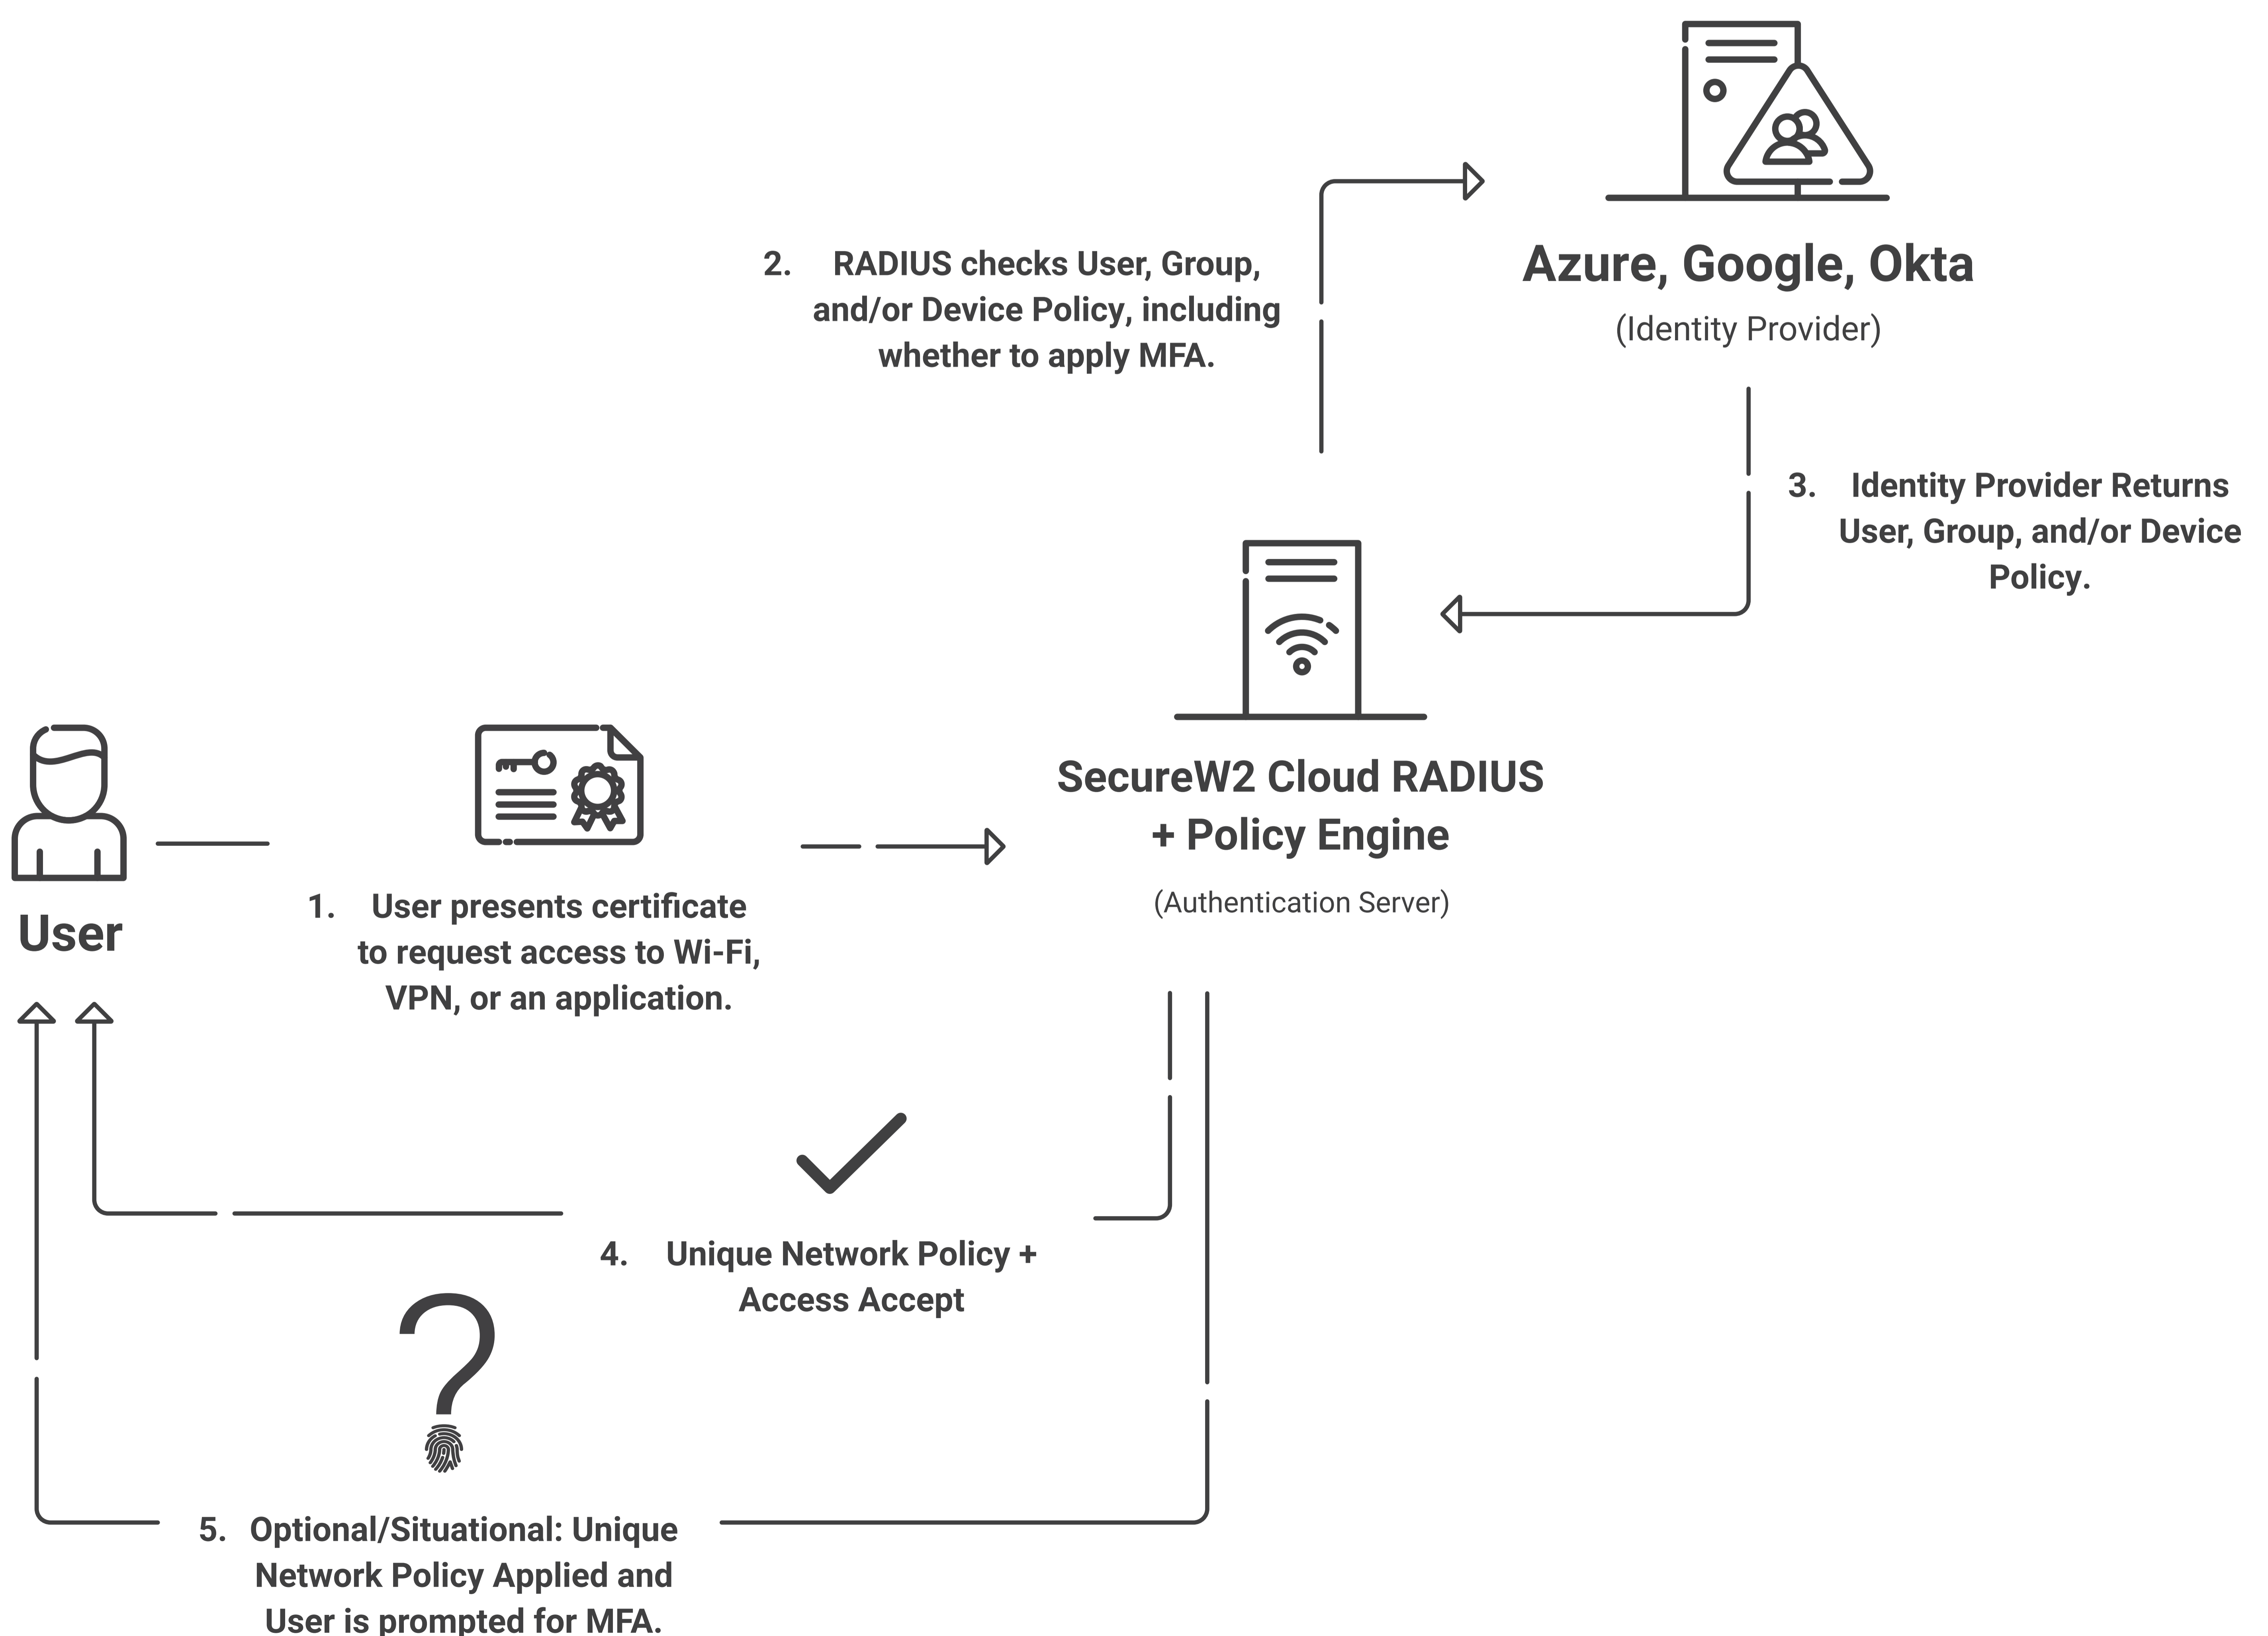 Azure, Google, Okta
(Identity Provider)
2. RADIUS checks User, Group,
and/or Device Policy, including
whether to apply MFA.
3. Identity Provider Returns
User, Group, and/or Device
Policy.
SecureW2 Cloud RADIUS
+ Policy Engine
(Authentication Server)
User
1. User presents certificate
to request access to Wi-Fi,
VPN, or an application.
4. Unique Network Policy +
Access Accept
?
5. Optional/Situational: Unique
Network Policy Applied and
User is prompted for MFA.